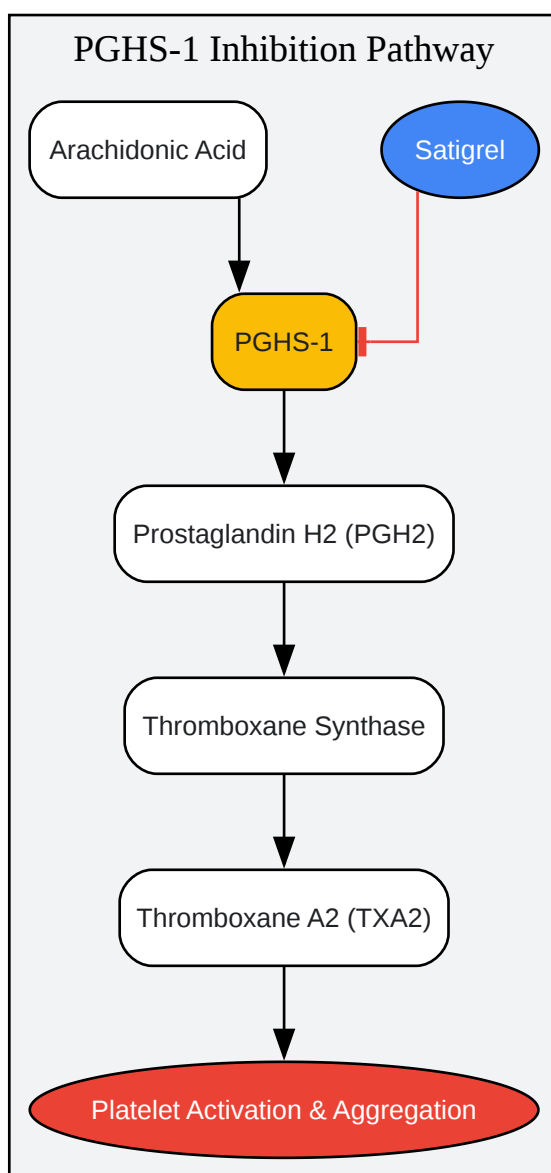 PGHS-1 Inhibition Pathway
Arachidonic Acid
Satigrel
PGHS-1
Prostaglandin H2 (PGH2)
Thromboxane Synthase
Thromboxane A2 (TXA2)
Platelet Activation & Aggregation